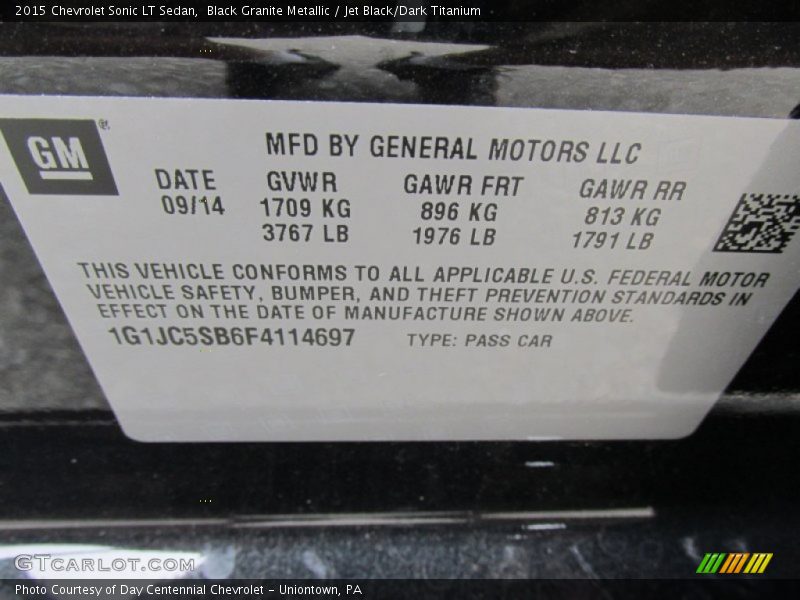 2015 Chevrolet Sonic LT Sedan, Black Granite Metallic / Jet Black/Dark Titanium
GM®
MFD BY GENERAL MOTORS LLC
DATE GVWR GAWR FRT GAWR RR
09/14 1709 KG 896 KG 813 KG
3767 LB 1976 LB 1791 LB
THIS VEHICLE CONFORMS TO ALL APPLICABLE U.S. FEDERAL MOTOR
VEHICLE SAFETY, BUMPER, AND THEFT PREVENTION STANDARDS IN
EFFECT ON THE DATE OF MANUFACTURE SHOWN ABOVE.
1G1JC5SB6F4114697 TYPE: PASS CAR
GTCARLOT.COM
Photo Courtesy of Day Centennial Chevrolet - Uniontown, PA